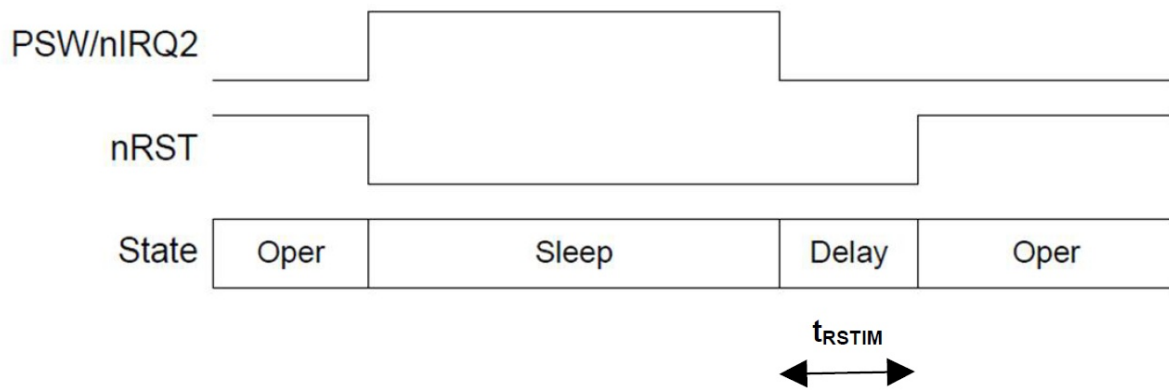 PSW/nIRQ2
nRST
State Oper Sleep Delay Oper
tRSTIM